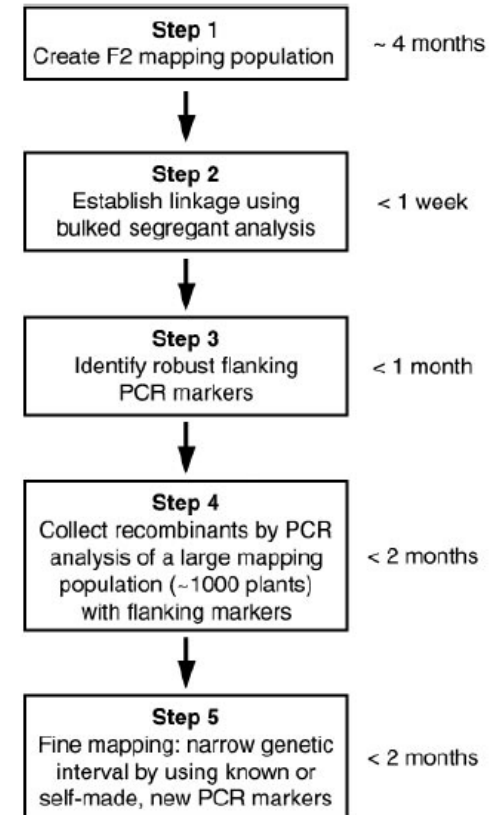 Step 1
Create F2 mapping population
~ 4 months
Step 2
Establish linkage using
bulked segregant analysis
< 1 week
Step 3
Identify robust flanking
PCR markers
< 1 month
Step 4
Collect recombinants by PCR
analysis of a large mapping
population (~1000 plants)
with flanking markers
< 2 months
Step 5
Fine mapping: narrow genetic
interval by using known or
self-made, new PCR markers
< 2 months